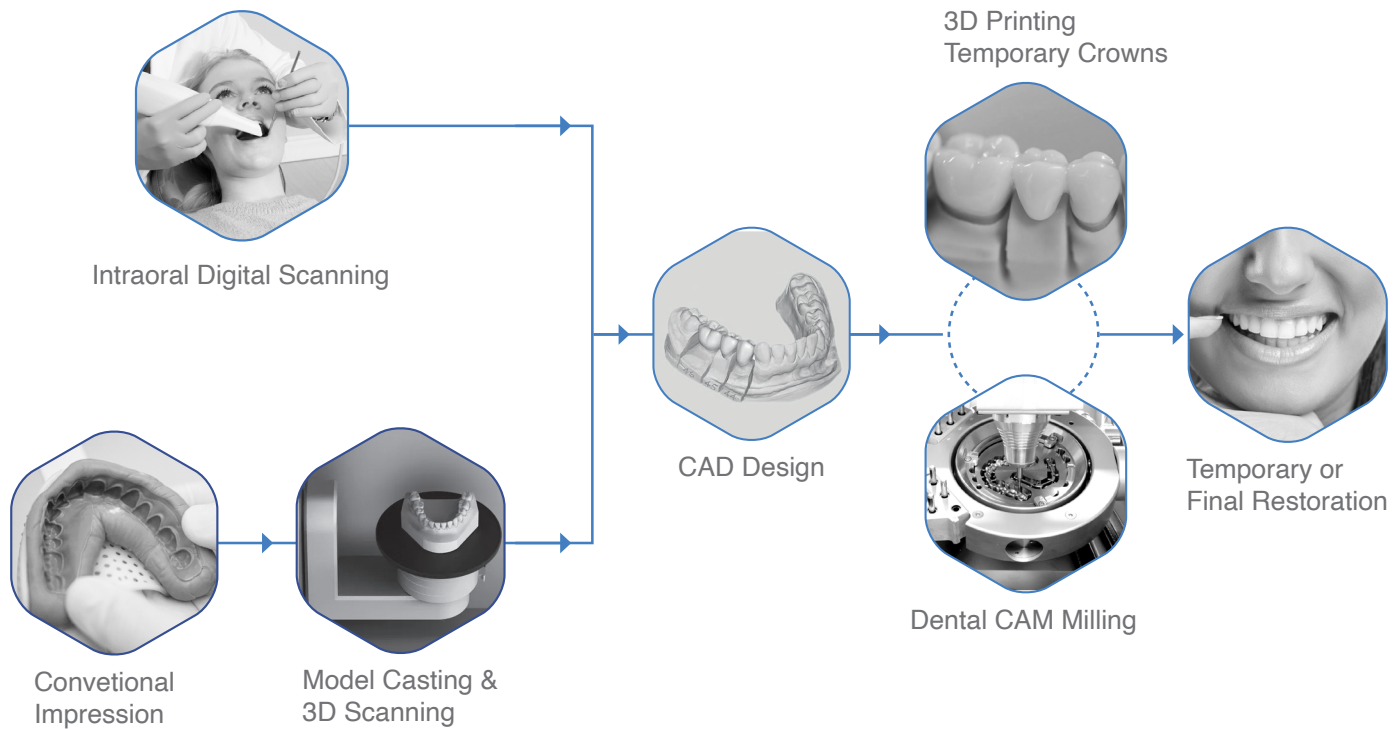 3D Printing
Temporary Crowns
Intraoral Digital Scanning
CAD Design
Temporary or
Final Restoration
Dental CAM Milling
Convetional
Impression
Model Casting &
3D Scanning